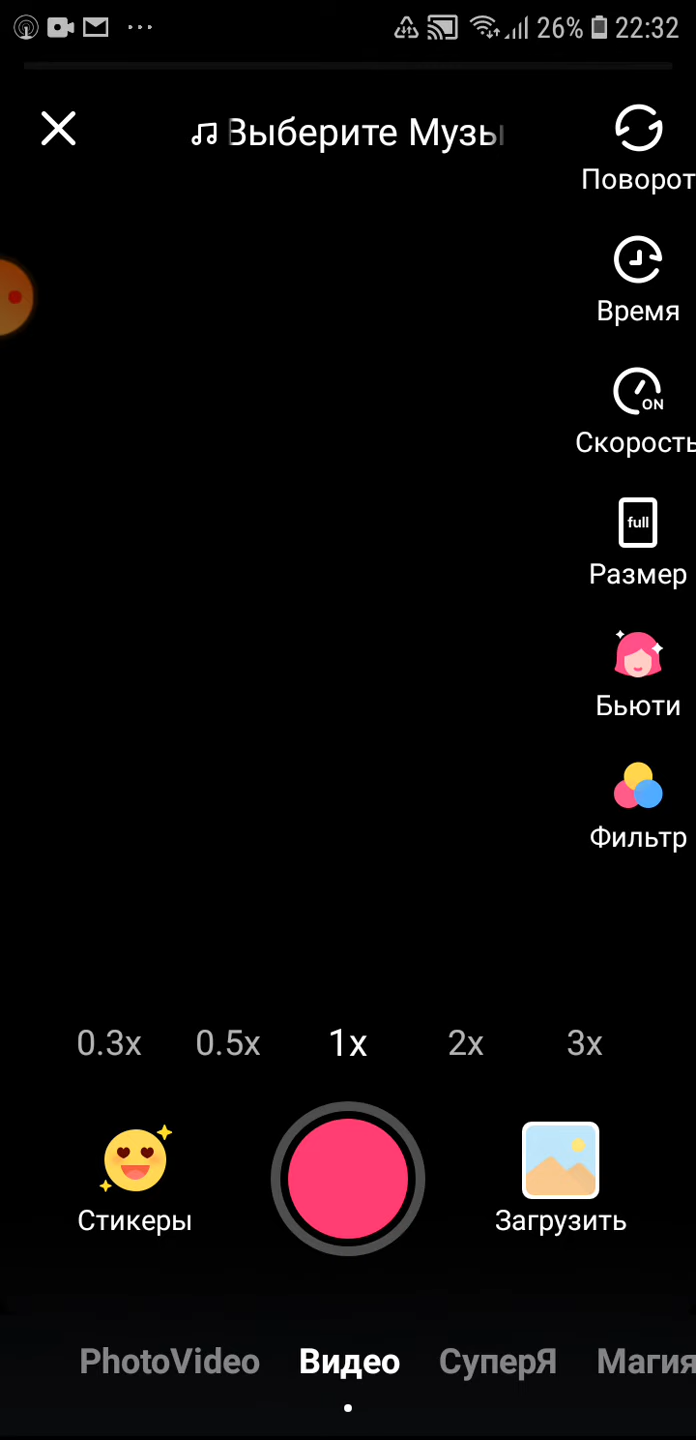 26% 22:32
Выберите Музы
Поворот
Время
ON
Скорость
full
Размер
Бьюти
Фильтр
0.3x 0.5x 1x 2x 3x
Стикеры
Загрузить
PhotoVideo Видео СуперЯ Магия